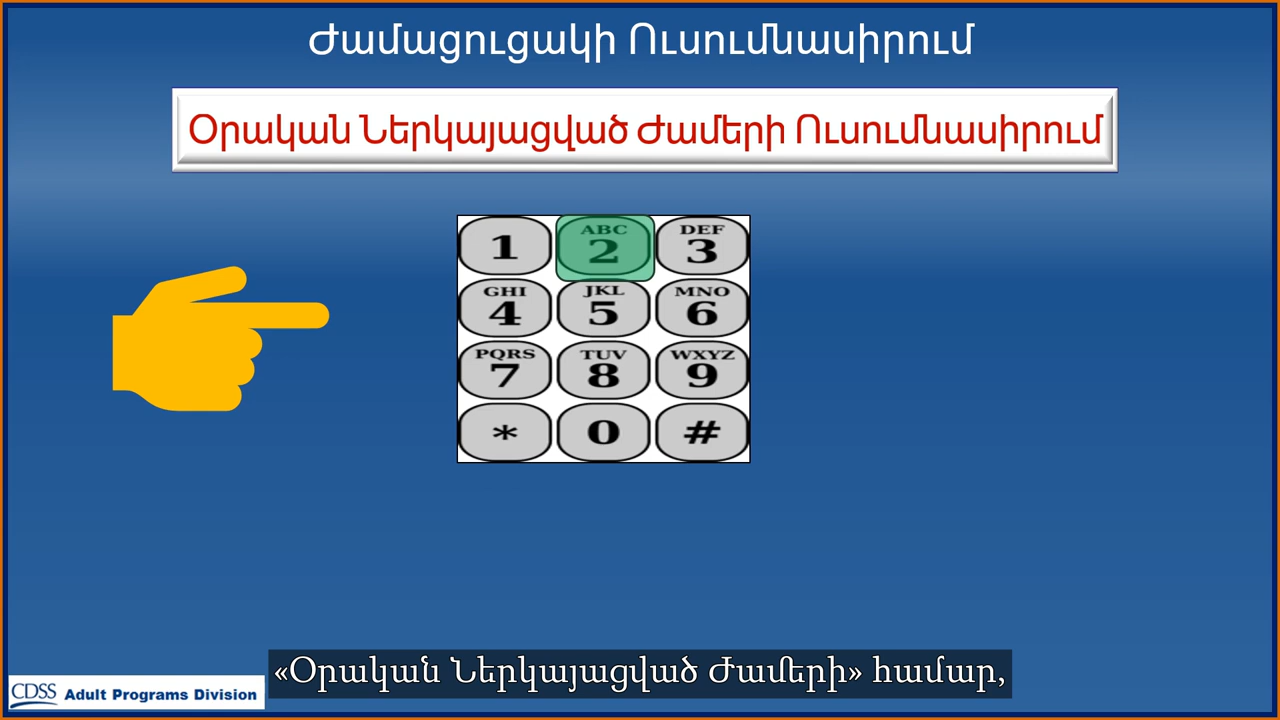 Ժամացուցակի Ուսումնասիրում
Օրական Ներկայացված Ժամերի Ուսումնասիրում
1 ABC 2 DEF 3
GHI 4 JKL 5 MNO 6
PQRS 7 TUV 8 WXYZ 9
* 0 #
«Օրական Ներկայացված Ժամերի» համար,
CDSS Adult Programs Division